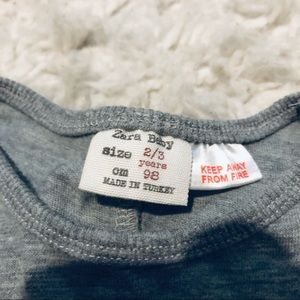 Zara Baby
size 2/3
years
cm 98
MADE IN TURKEY
KEEP AWAY
FROM FIRE